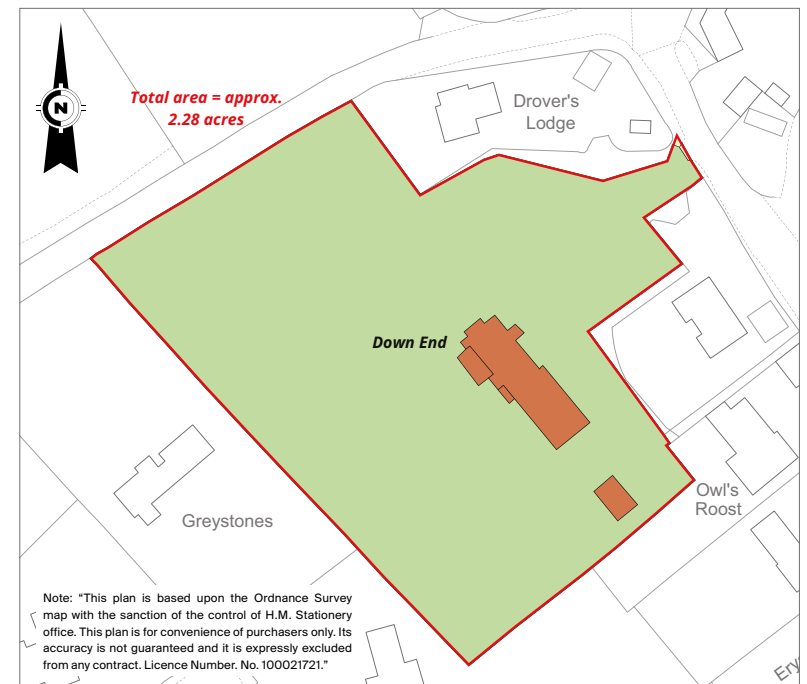 N
Total area = approx.
2.28 acres
Drover's
Lodge
Down End
Greystones
Owl's
Roost
Note: “This plan is based upon the Ordnance Survey
map with the sanction of the control of H.M. Stationery
office. This plan is for convenience of purchasers only. Its
accuracy is not guaranteed and it is expressly excluded
from any contract. Licence Number. No. 100021721.”